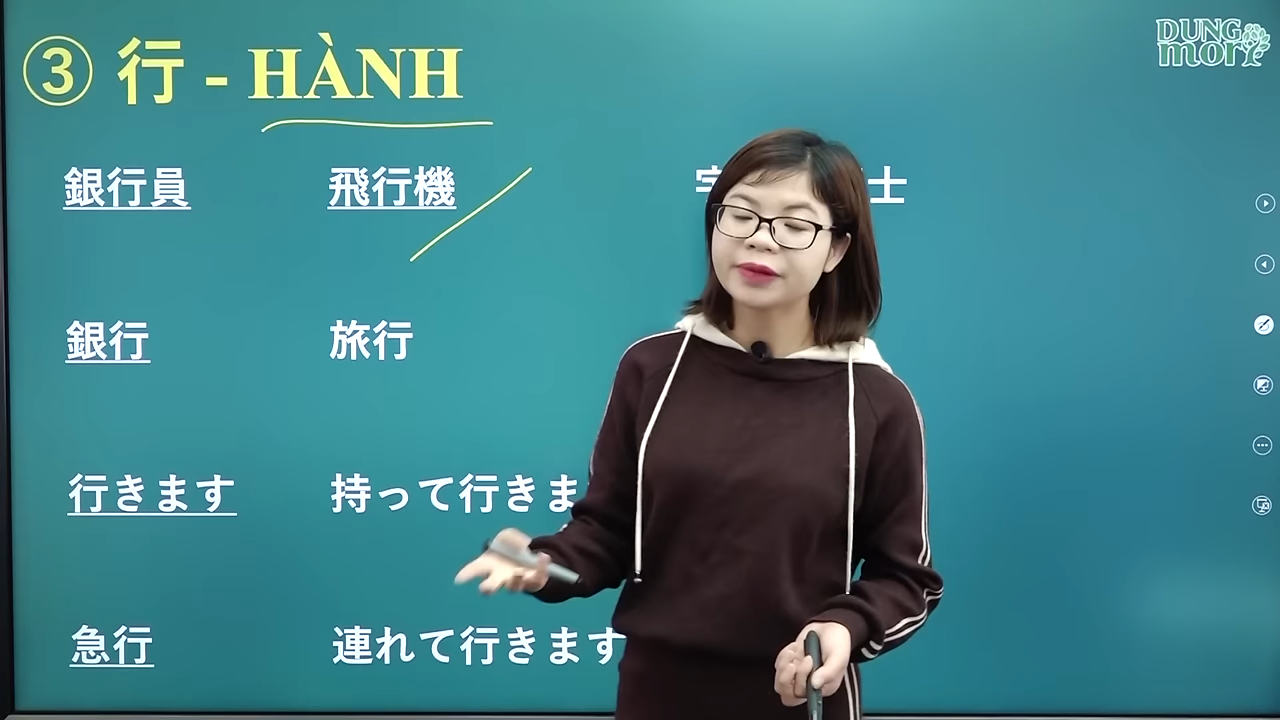 ③ 行 - HÀNH
DUNG
mori
銀行員 飛行機 士
銀行 旅行
行きます 持って行きま
急行 連れて行きます